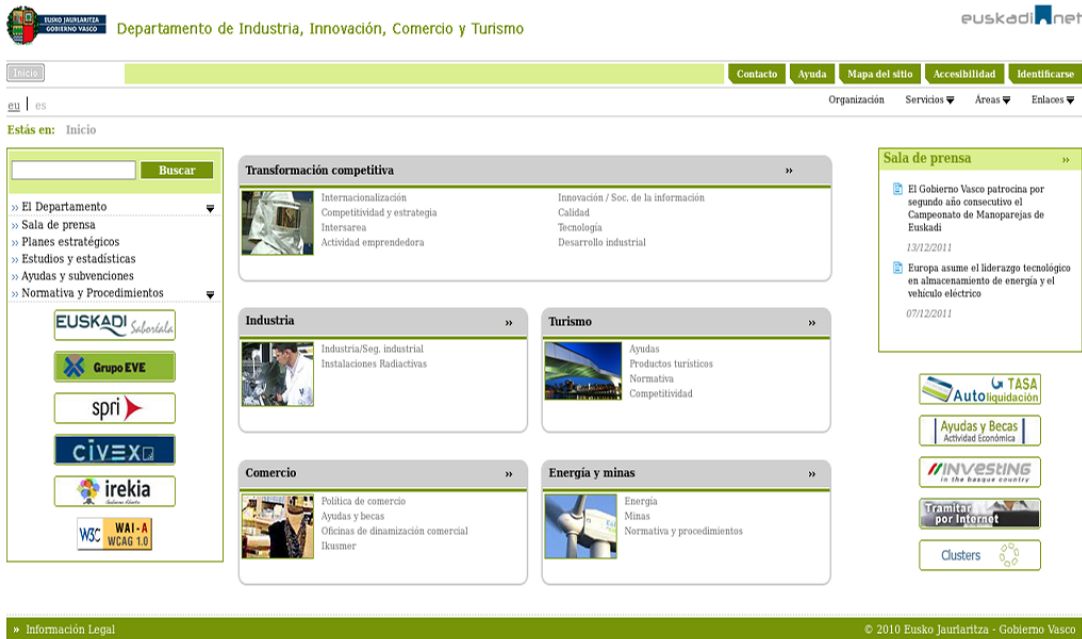 EUSKO JAURLARITZA
GOBIERNO VASCO
Departamento de Industria, Innovación, Comercio y Turismo
euskadi.net
Inicio
Contacto
Ayuda
Mapa del sitio
Accesibilidad
Identificarse
eu | es
Organización
Servicios
Áreas
Enlaces
Estás en: Inicio
Buscar
» El Departamento
» Sala de prensa
» Planes estratégicos
» Estudios y estadísticas
» Ayudas y subvenciones
» Normativa y Procedimientos
EUSKADI Saboréala
Grupo EVE
spri
CIVEX
irekia
W3C WAI-A
WCAG 1.0
Transformación competitiva »
Internacionalización
Competitividad y estrategia
Intersarea
Actividad emprendedora
Innovación / Soc. de la información
Calidad
Tecnología
Desarrollo industrial
Industria »
Industria/Seg. industrial
Instalaciones Radiactivas
Turismo »
Ayudas
Productos turísticos
Normativa
Competitividad
Comercio »
Política de comercio
Ayudas y becas
Oficinas de dinamización comercial
Ikusmer
Energía y minas »
Energía
Minas
Normativa y procedimientos
Sala de prensa »
El Gobierno Vasco patrocina por
segundo año consecutivo el
Campeonato de Manoparejas de
Euskadi
13/12/2011
Europa asume el liderazgo tecnológico
en almacenamiento de energía y el
vehículo eléctrico
07/12/2011
TASA
Autoliquidación
Ayudas y Becas
Actividad Económica
INVESTING
in the basque country
Tramitar
por Internet
Clusters
» Información Legal
© 2010 Eusko Jaurlaritza - Gobierno Vasco